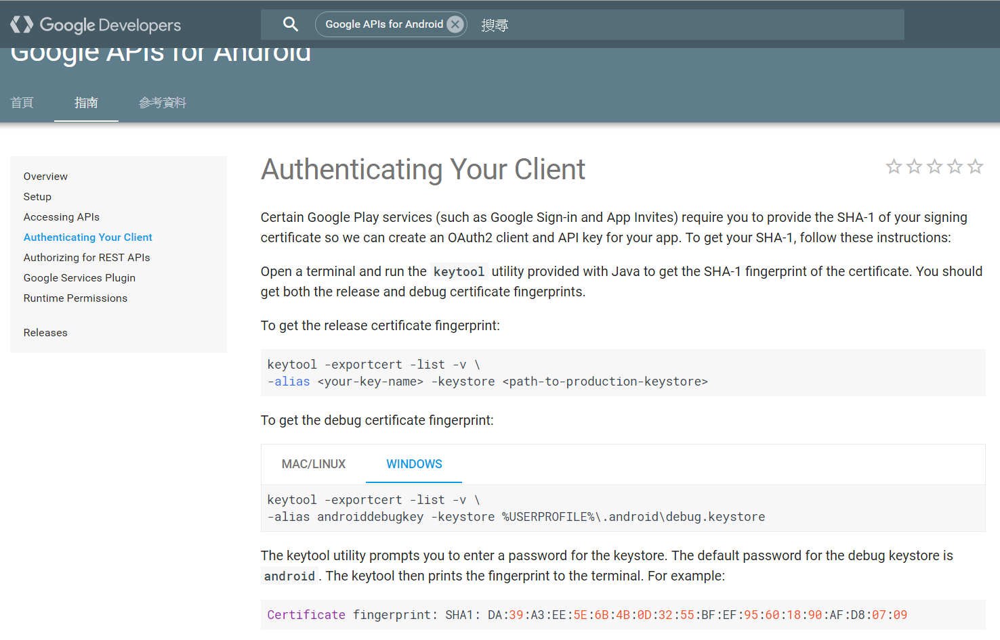 Google Developers
Google APIs for Android
搜尋
Google APIs for Android
首頁
指南
參考資料
Overview
Setup
Accessing APIs
Authenticating Your Client
Authorizing for REST APIs
Google Services Plugin
Runtime Permissions
Releases
Authenticating Your Client
Certain Google Play services (such as Google Sign-in and App Invites) require you to provide the SHA-1 of your signing
certificate so we can create an OAuth2 client and API key for your app. To get your SHA-1, follow these instructions:
Open a terminal and run the keytool utility provided with Java to get the SHA-1 fingerprint of the certificate. You should
get both the release and debug certificate fingerprints.
To get the release certificate fingerprint:
keytool -exportcert -list -v \
-alias <your-key-name> -keystore <path-to-production-keystore>
To get the debug certificate fingerprint:
MAC/LINUX
WINDOWS
keytool -exportcert -list -v \
-alias androiddebugkey -keystore %USERPROFILE%\.android\debug.keystore
The keytool utility prompts you to enter a password for the keystore. The default password for the debug keystore is
android. The keytool then prints the fingerprint to the terminal. For example:
Certificate fingerprint: SHA1: DA:39:A3:EE:5E:6B:4B:0D:32:55:BF:EF:95:60:18:90:AF:D8:07:09